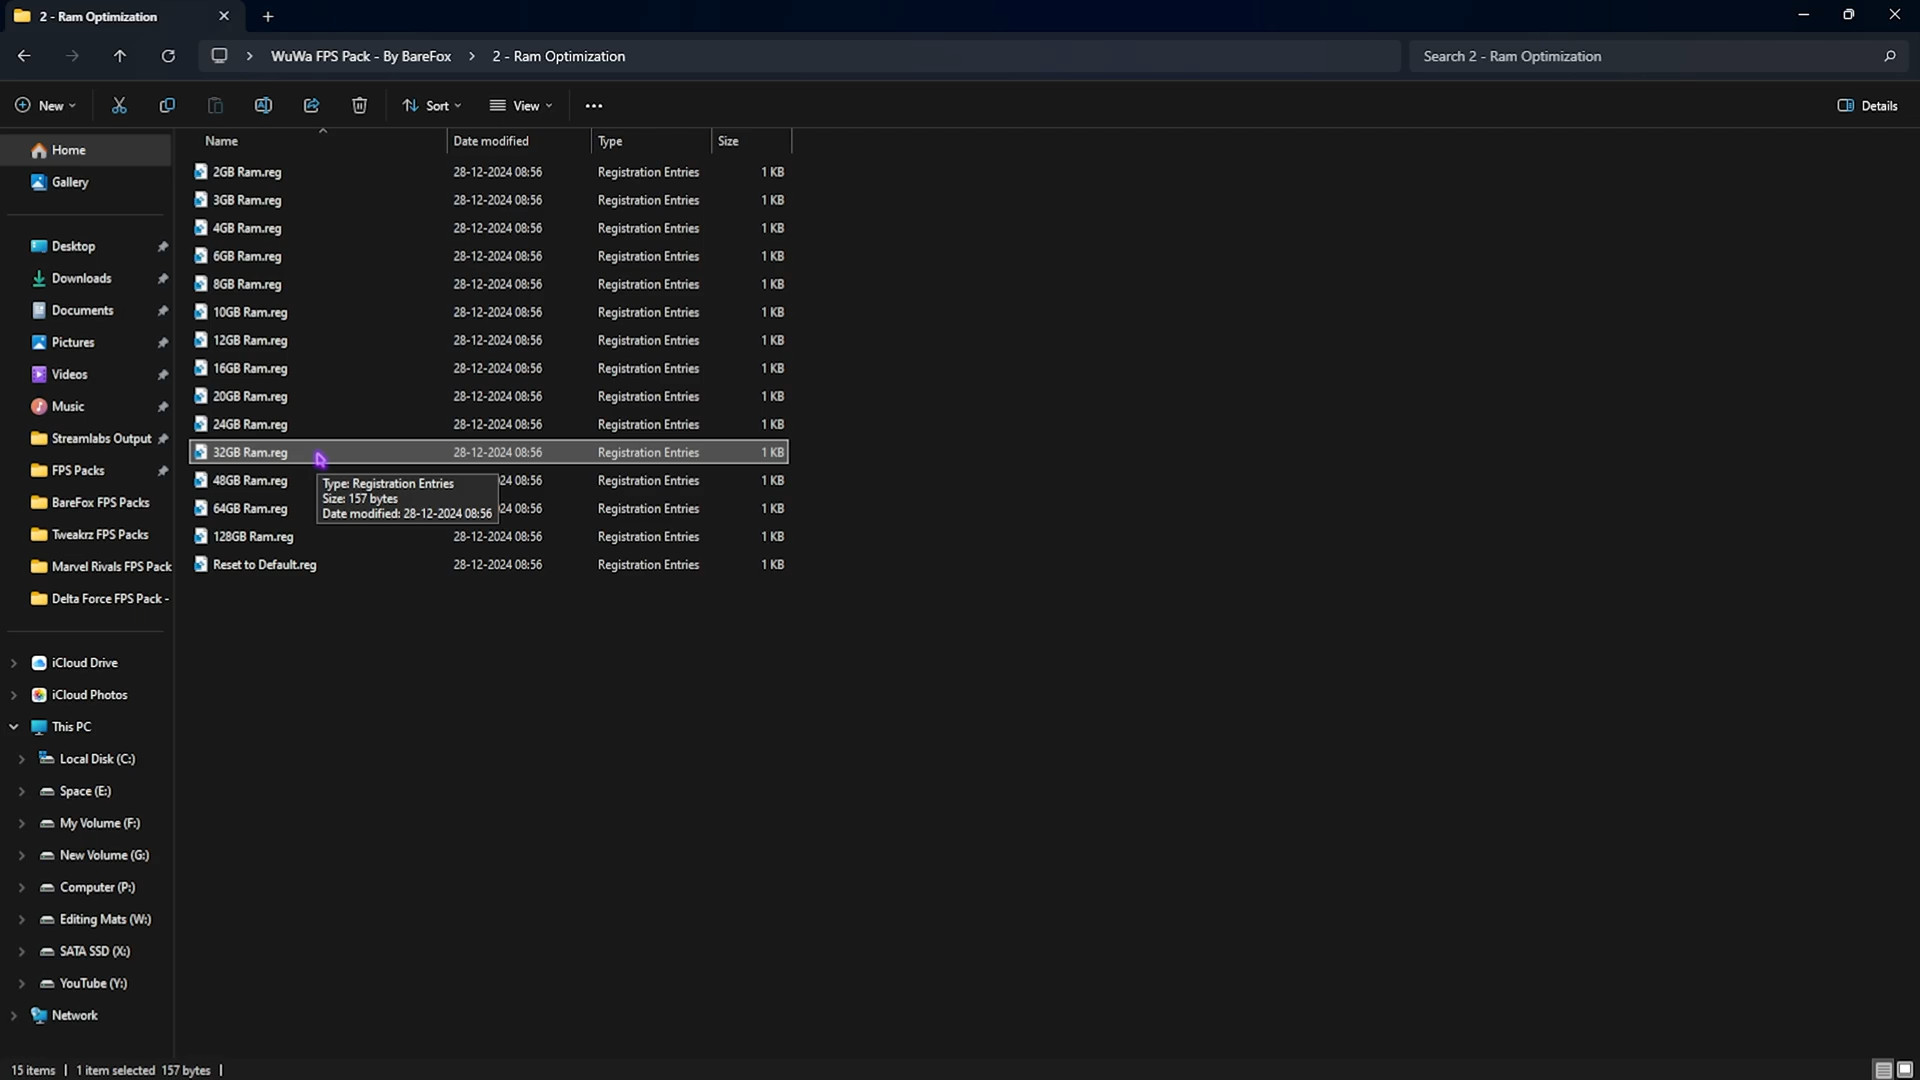 2 - Ram Optimization
WuWa FPS Pack - By BareFox
2 - Ram Optimization
Search 2 - Ram Optimization
New
Sort
View
Details
Name
Date modified
Type
Size
2GB Ram.reg 28-12-2024 08:56 Registration Entries 1 KB
3GB Ram.reg 28-12-2024 08:56 Registration Entries 1 KB
4GB Ram.reg 28-12-2024 08:56 Registration Entries 1 KB
6GB Ram.reg 28-12-2024 08:56 Registration Entries 1 KB
8GB Ram.reg 28-12-2024 08:56 Registration Entries 1 KB
10GB Ram.reg 28-12-2024 08:56 Registration Entries 1 KB
12GB Ram.reg 28-12-2024 08:56 Registration Entries 1 KB
16GB Ram.reg 28-12-2024 08:56 Registration Entries 1 KB
20GB Ram.reg 28-12-2024 08:56 Registration Entries 1 KB
24GB Ram.reg 28-12-2024 08:56 Registration Entries 1 KB
32GB Ram.reg 28-12-2024 08:56 Registration Entries 1 KB
48GB Ram.reg 24 08:56 Registration Entries 1 KB
64GB Ram.reg 24 08:56 Registration Entries 1 KB
128GB Ram.reg 28-12-2024 08:56 Registration Entries 1 KB
Reset to Default.reg 28-12-2024 08:56 Registration Entries 1 KB
Type: Registration Entries
Size: 157 bytes
Date modified: 28-12-2024 08:56
Home
Gallery
Desktop
Downloads
Documents
Pictures
Videos
Music
Streamlabs Output
FPS Packs
BareFox FPS Packs
Tweakrz FPS Packs
Marvel Rivals FPS Pack
Delta Force FPS Pack -
iCloud Drive
iCloud Photos
This PC
Local Disk (C:)
Space (E:)
My Volume (F:)
New Volume (G:)
Computer (P:)
Editing Mats (W:)
SATA SSD (X:)
YouTube (Y:)
Network
15 items | 1 item selected 157 bytes |